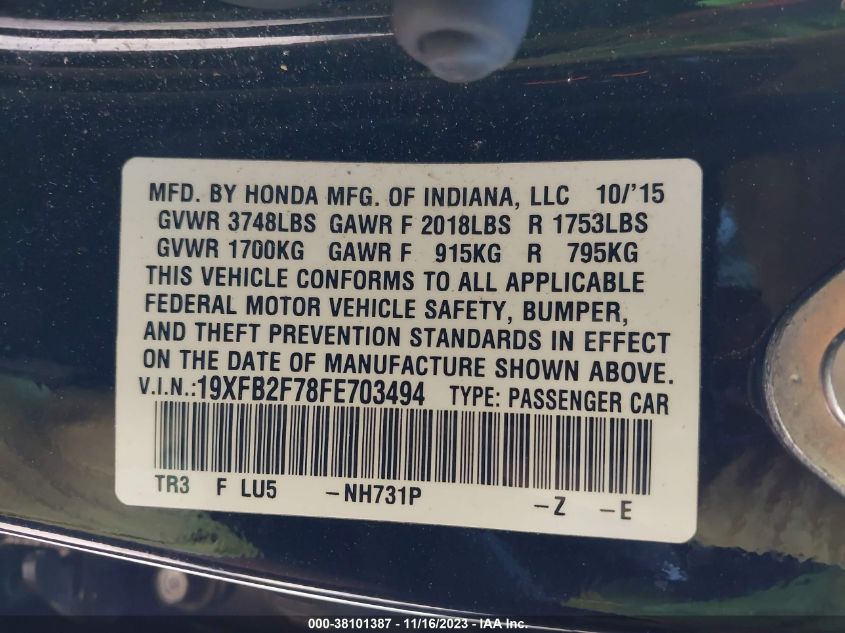 MFD. BY HONDA MFG. OF INDIANA, LLC 10/'15
GVWR 3748LBS GAWR F 2018LBS R 1753LBS
GVWR 1700KG GAWR F 915KG R 795KG
THIS VEHICLE CONFORMS TO ALL APPLICABLE
FEDERAL MOTOR VEHICLE SAFETY, BUMPER,
AND THEFT PREVENTION STANDARDS IN EFFECT
ON THE DATE OF MANUFACTURE SHOWN ABOVE.
V.I.N.:19XFB2F78FE703494 TYPE: PASSENGER CAR
TR3 F LU5 -NH731P -Z -E
000-38101387 - 11/16/2023 - IAA Inc.